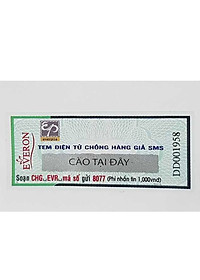 EVERON
TEM ĐIỆN TỬ CHỐNG HÀNG GIẢ SMS
CÀO TẠI ĐÂY
Soạn CHG...EVR...mã số gửi 8077 (Phí nhắn tin 1,000vnd)
DD001958